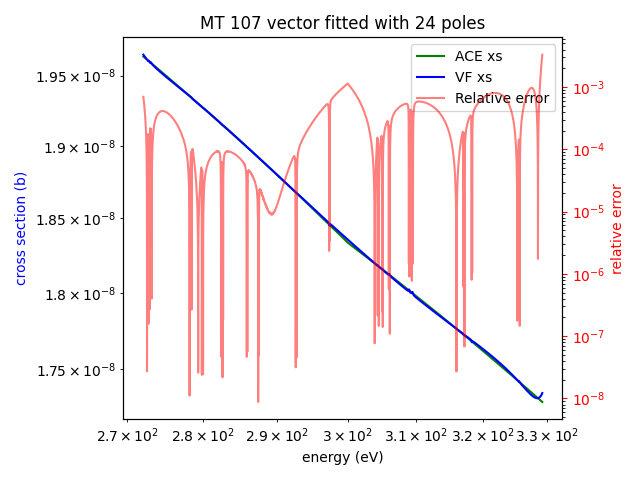 MT 107 vector fitted with 24 poles
ACE xs
VF xs
Relative error
1.95 × 10⁻⁸
1.9 × 10⁻⁸
1.85 × 10⁻⁸
1.8 × 10⁻⁸
1.75 × 10⁻⁸
cross section (b)
10⁻³
10⁻⁴
10⁻⁵
10⁻⁶
10⁻⁷
10⁻⁸
relative error
2.7 × 10² 2.8 × 10² 2.9 × 10² 3 × 10² 3.1 × 10² 3.2 × 10² 3.3 × 10²
energy (eV)